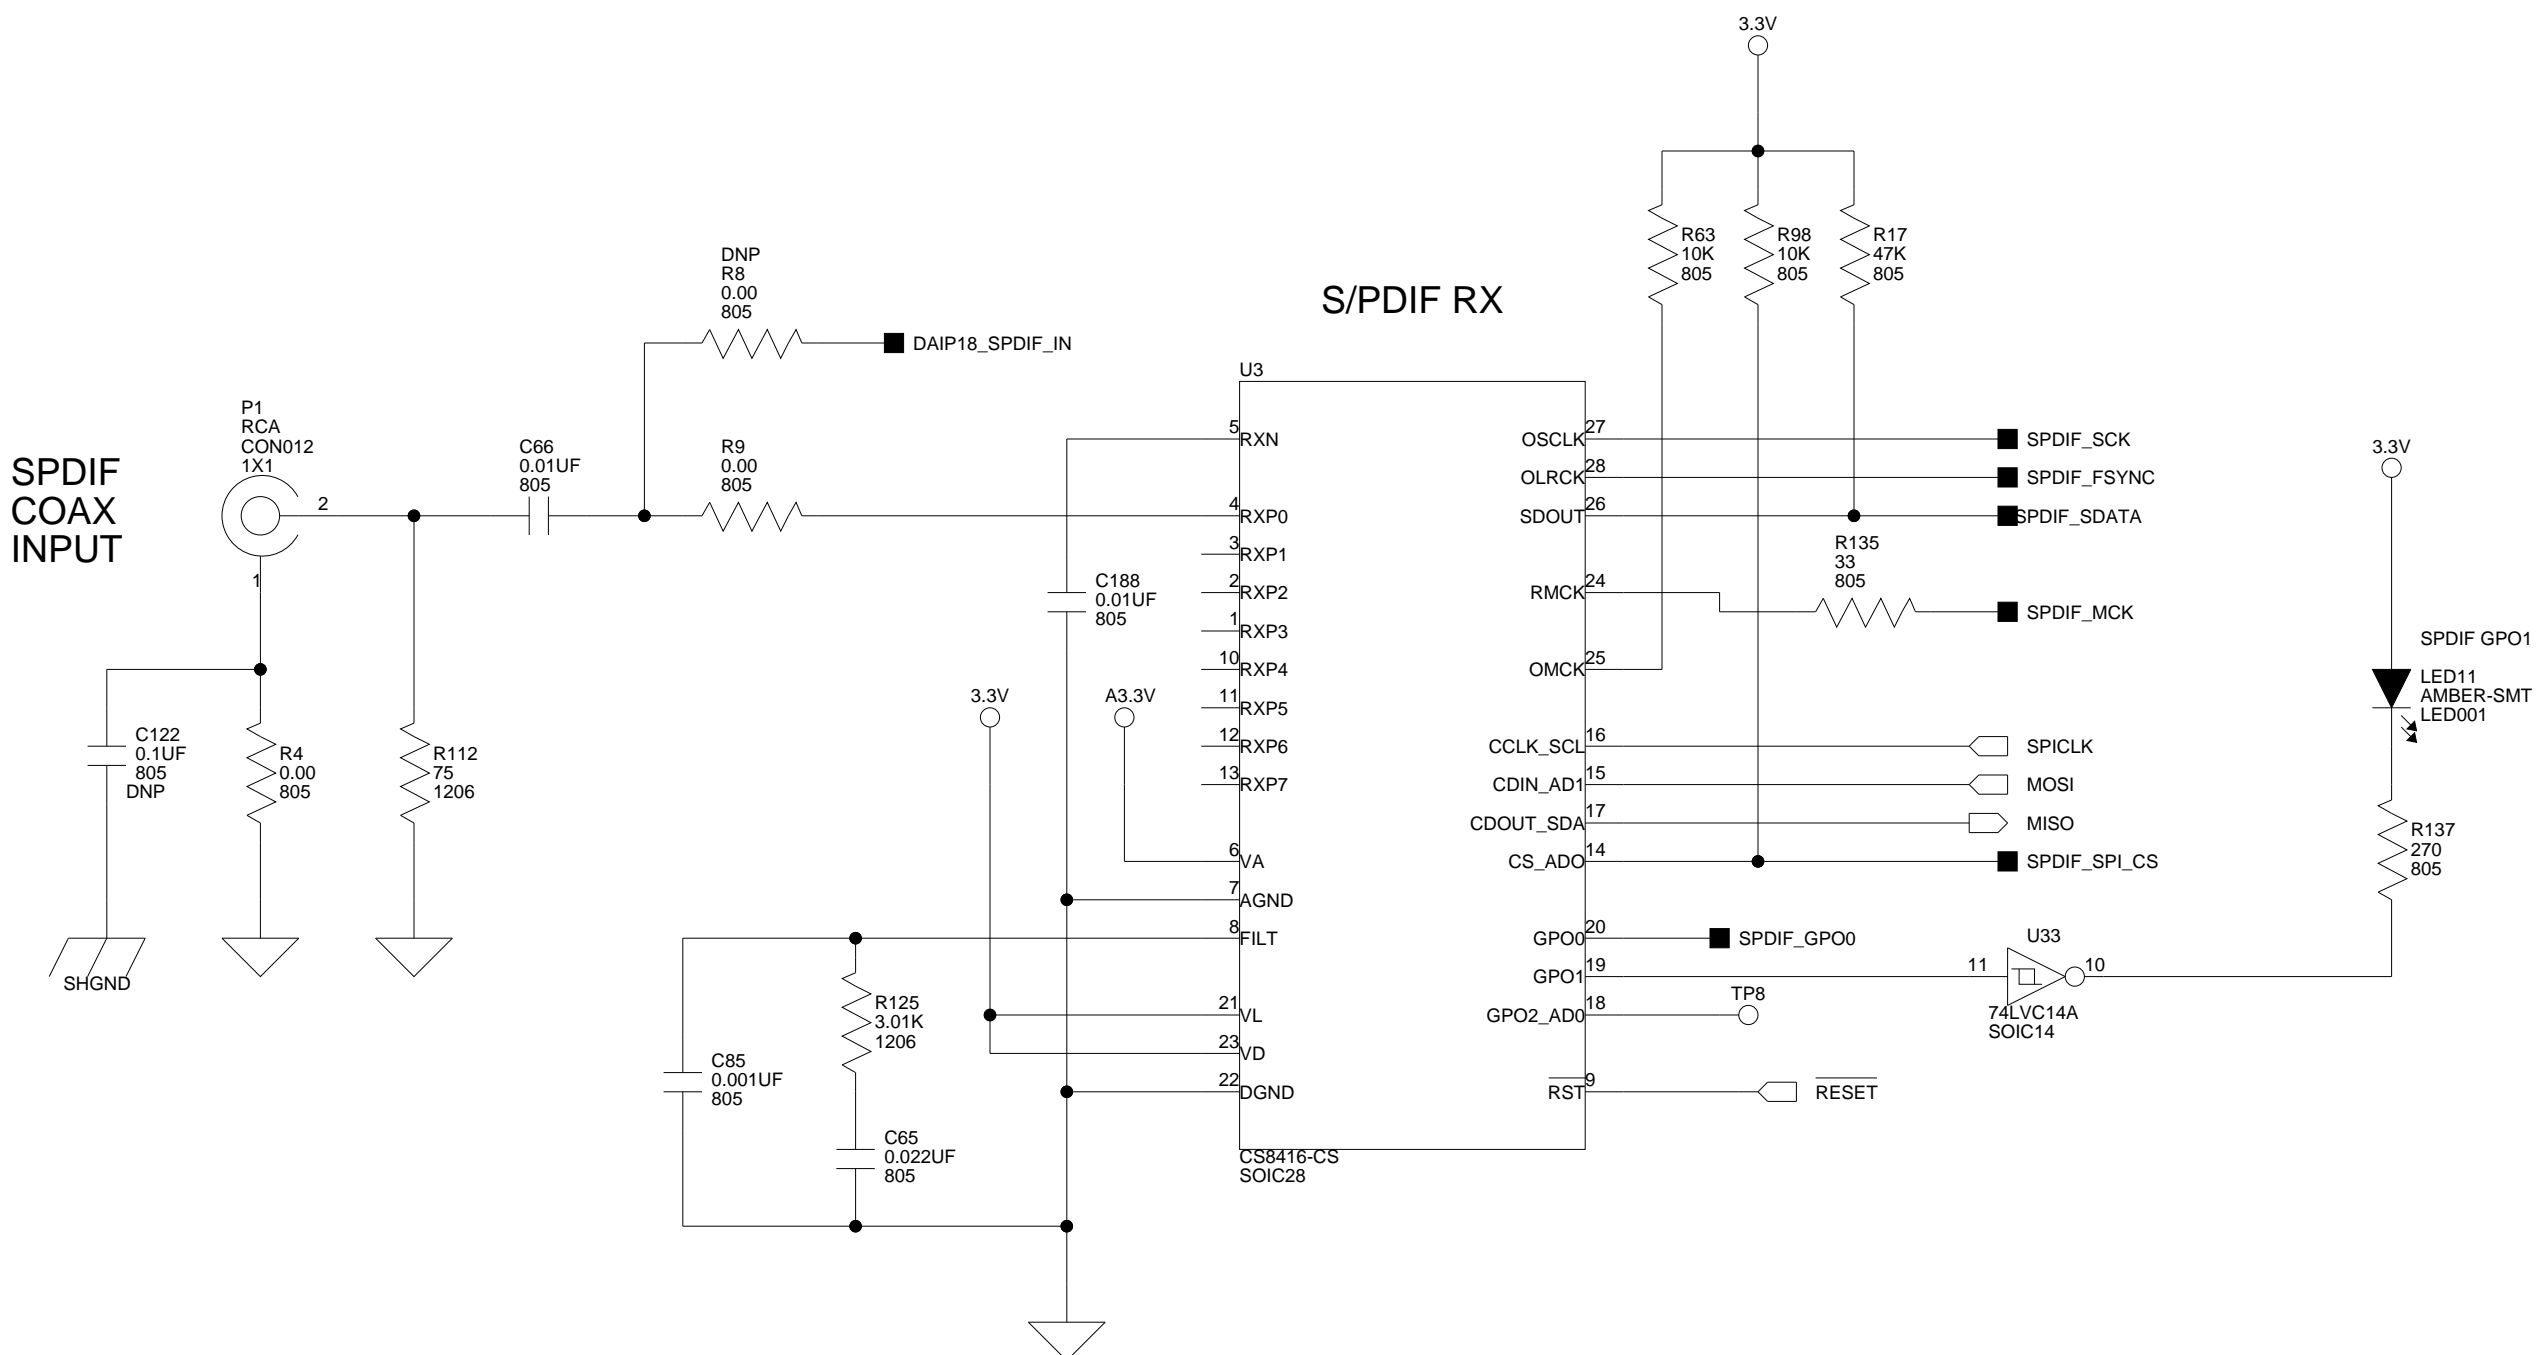 3.3V
R63
10K
805
R98
10K
805
R17
47K
805
DNP
R8
0.00
805
DAIP18_SPDIF_IN
S/PDIF RX
SPDIF
COAX
INPUT
P1
RCA
CON012
1X1
2
1
C66
0.01UF
805
R9
0.00
805
C122
0.1UF
805
DNP
SHGND
R4
0.00
805
R112
75
1206
C188
0.01UF
805
3.3V
A3.3V
R125
3.01K
1206
C85
0.001UF
805
C65
0.022UF
805
U3
5 RXN
4 RXP0
3 RXP1
2 RXP2
1 RXP3
10 RXP4
11 RXP5
12 RXP6
13 RXP7
6 VA
7 AGND
8 FILT
21 VL
23 VD
22 DGND
CS8416-CS
SOIC28
OSCLK 27 SPDIF_SCK
OLRCK 28 SPDIF_FSYNC
SDOUT 26 SPDIF_SDATA
R135
33
805
RMCK 24
SPDIF_MCK
OMCK 25
CCLK_SCL 16 SPICLK
CDIN_AD1 15 MOSI
CDOUT_SDA 17 MISO
CS_ADO 14 SPDIF_SPI_CS
GPO0 20 SPDIF_GPO0
GPO1 19
GPO2_AD0 18
TP8
RST 9 RESET
U33
11
10
74LVC14A
SOIC14
3.3V
SPDIF GPO1
LED11
AMBER-SMT
LED001
R137
270
805